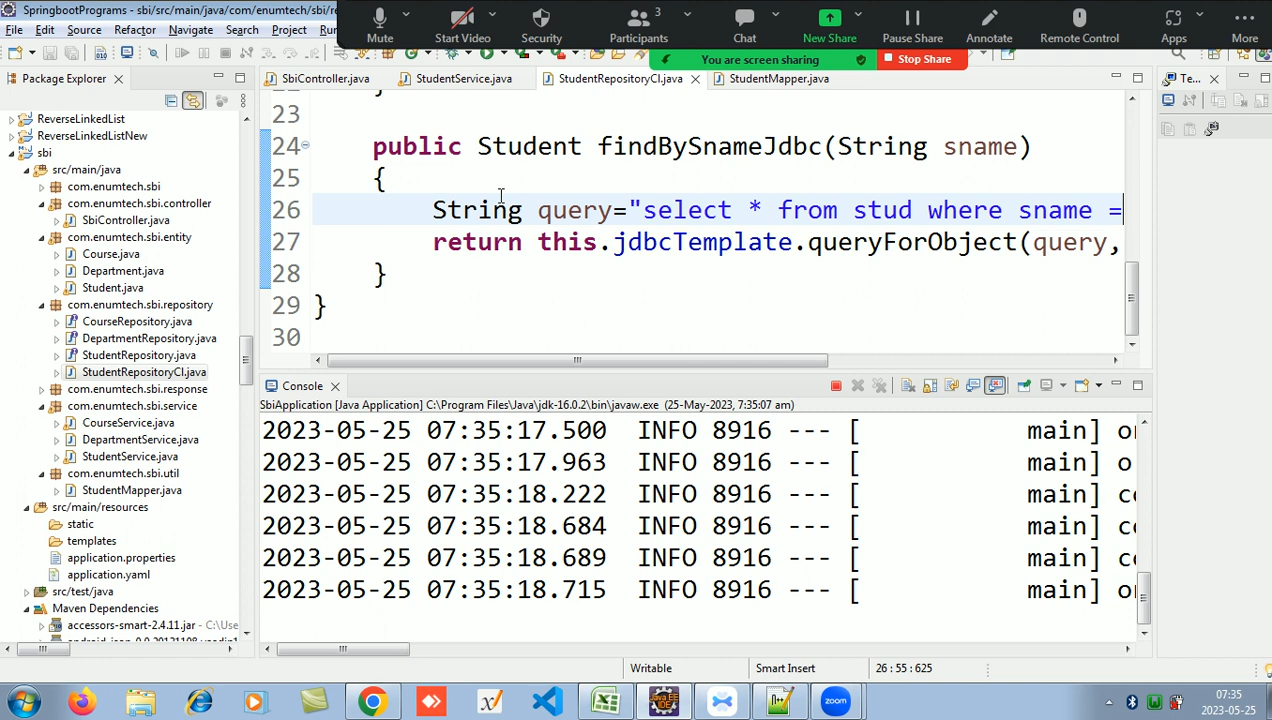 SpringbootPrograms - sbi/src/main/java/com/enumtech/sbi/re
File Edit Source Refactor Navigate Search Project Ru
Mute
Start Video
Security
3
Participants
Chat
New Share
Pause Share
Annotate
Remote Control
Apps
More
You are screen sharing
Stop Share
Package Explorer
SbiController.java
StudentService.java
StudentRepositoryCl.java
StudentMapper.java
Te...
ReverseLinkedList
ReverseLinkedListNew
sbi
src/main/java
com.enumtech.sbi
com.enumtech.sbi.controller
SbiController.java
com.enumtech.sbi.entity
Course.java
Department.java
Student.java
com.enumtech.sbi.repository
CourseRepository.java
DepartmentRepository.java
StudentRepository.java
StudentRepositoryCl.java
com.enumtech.sbi.response
com.enumtech.sbi.service
CourseService.java
DepartmentService.java
StudentService.java
com.enumtech.sbi.util
StudentMapper.java
src/main/resources
static
templates
application.properties
application.yaml
src/test/java
Maven Dependencies
accessors-smart-2.4.11.jar - C:\Use
22 }
23
24 public Student findBySnameJdbc(String sname)
25 {
26 String query="select * from stud where sname =
27 return this.jdbcTemplate.queryForObject(query,
28 }
29 }
30
Console
SbiApplication [Java Application] C:\Program Files\Java\jdk-16.0.2\bin\javaw.exe (25-May-2023, 7:35:07 am)
2023-05-25 07:35:17.500 INFO 8916 --- [ main] o
2023-05-25 07:35:17.963 INFO 8916 --- [ main] o
2023-05-25 07:35:18.222 INFO 8916 --- [ main] c
2023-05-25 07:35:18.684 INFO 8916 --- [ main] c
2023-05-25 07:35:18.689 INFO 8916 --- [ main] c
2023-05-25 07:35:18.715 INFO 8916 --- [ main] o
Writable
Smart Insert
26 : 55 : 625
zoom
07:35
2023-05-25